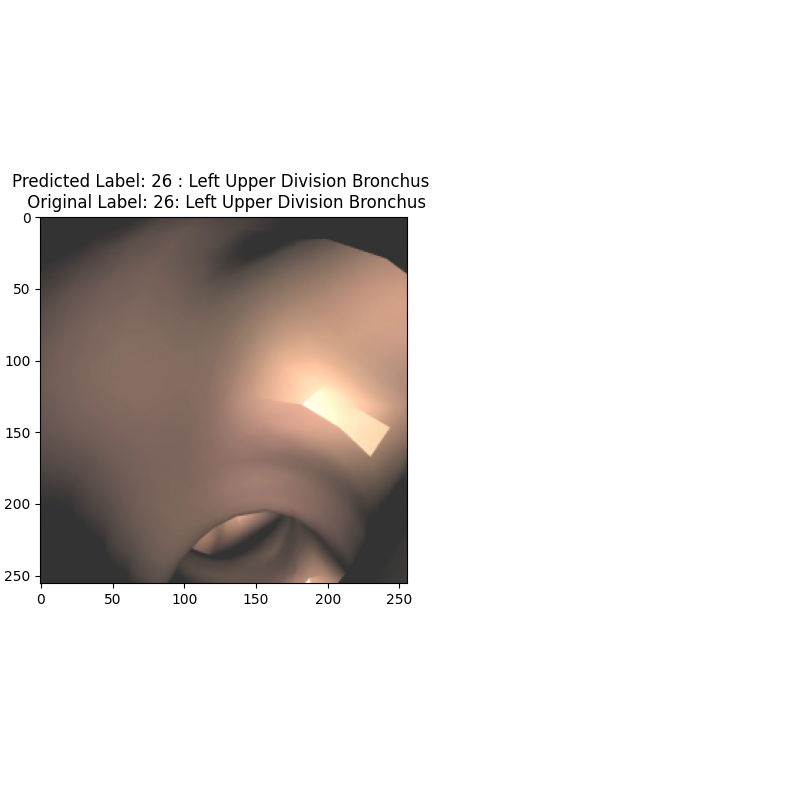 Predicted Label: 26 : Left Upper Division Bronchus
Original Label: 26: Left Upper Division Bronchus
0
50
100
150
200
250
0 50 100 150 200 250